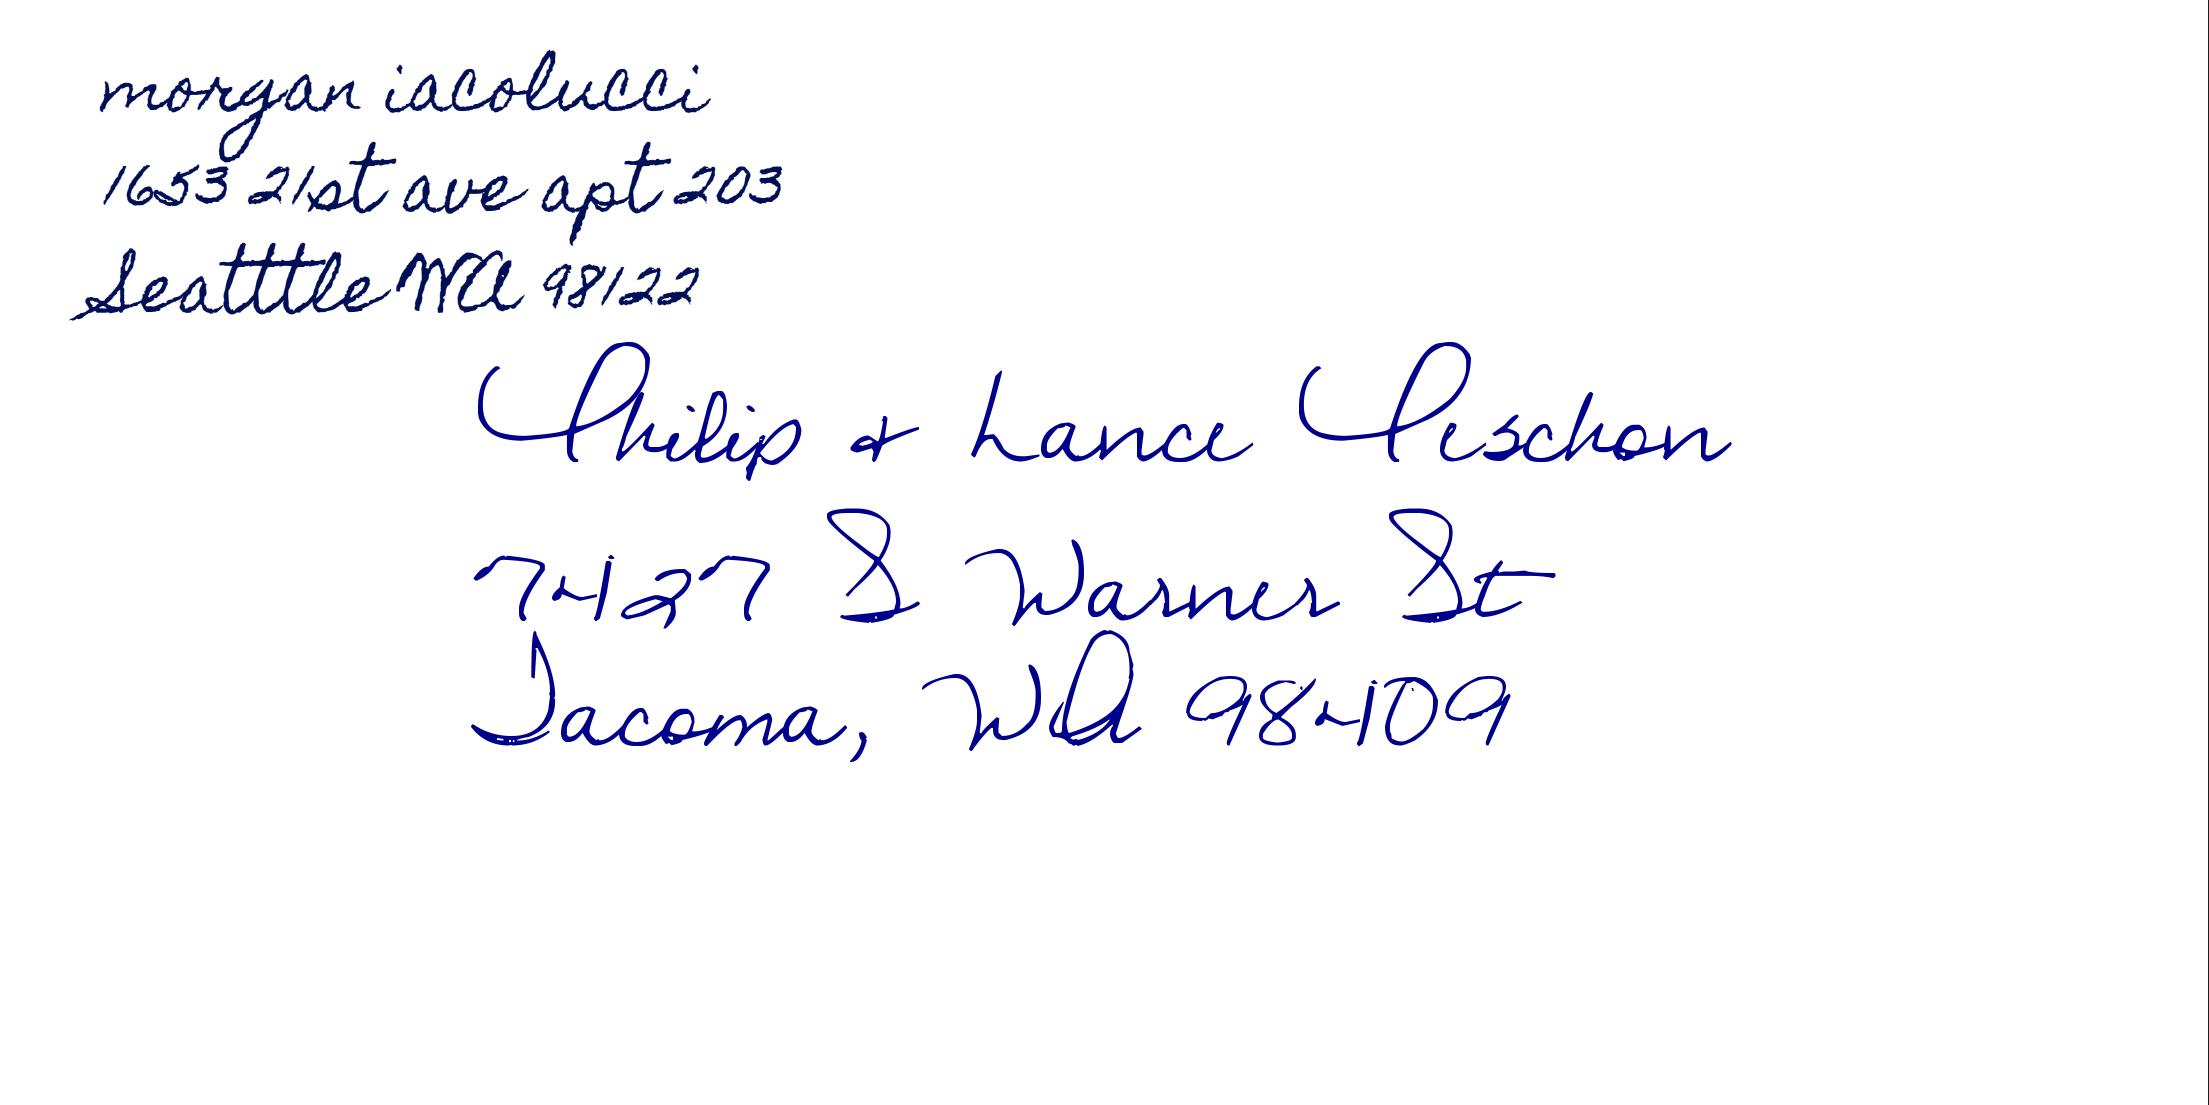 morgan iacolucci
1653 21st ave apt 203
Seatttle WA 98122
Philip & Lance Peschon
7427 S Warner St
Tacoma, WA 98409